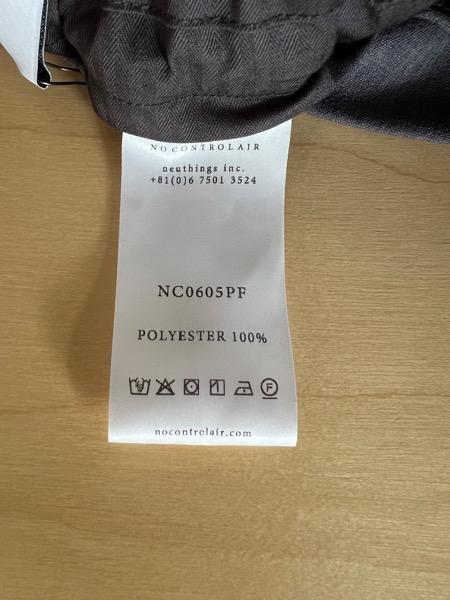 NO CONTROL AIR
neuthings inc.
+81(0)6 7501 3524
NC0605PF
POLYESTER 100%
F
nocontrolair.com